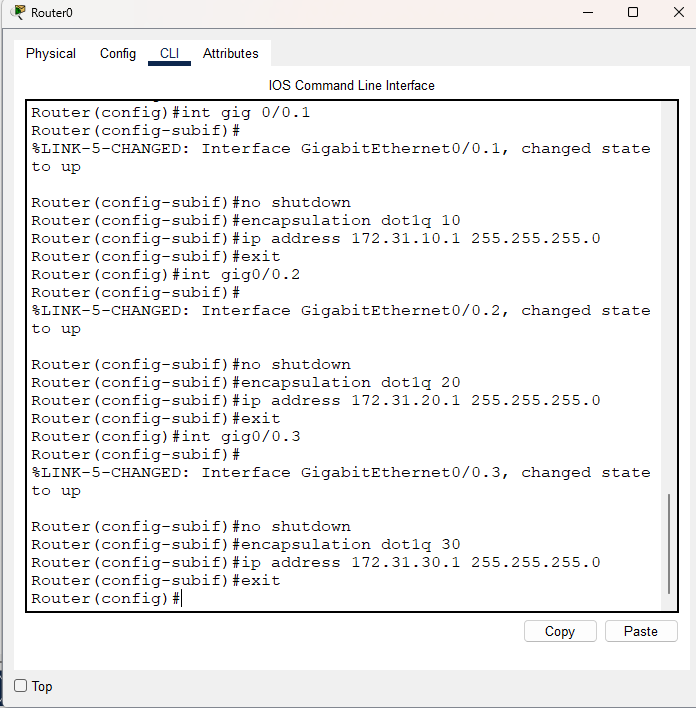 Router0
Physical Config CLI Attributes
IOS Command Line Interface
Router(config)#int gig 0/0.1
Router(config-subif)#
%LINK-5-CHANGED: Interface GigabitEthernet0/0.1, changed state
to up
Router(config-subif)#no shutdown
Router(config-subif)#encapsulation dot1q 10
Router(config-subif)#ip address 172.31.10.1 255.255.255.0
Router(config-subif)#exit
Router(config)#int gig0/0.2
Router(config-subif)#
%LINK-5-CHANGED: Interface GigabitEthernet0/0.2, changed state
to up
Router(config-subif)#no shutdown
Router(config-subif)#encapsulation dot1q 20
Router(config-subif)#ip address 172.31.20.1 255.255.255.0
Router(config-subif)#exit
Router(config)#int gig0/0.3
Router(config-subif)#
%LINK-5-CHANGED: Interface GigabitEthernet0/0.3, changed state
to up
Router(config-subif)#no shutdown
Router(config-subif)#encapsulation dot1q 30
Router(config-subif)#ip address 172.31.30.1 255.255.255.0
Router(config-subif)#exit
Router(config)#
Copy Paste
Top